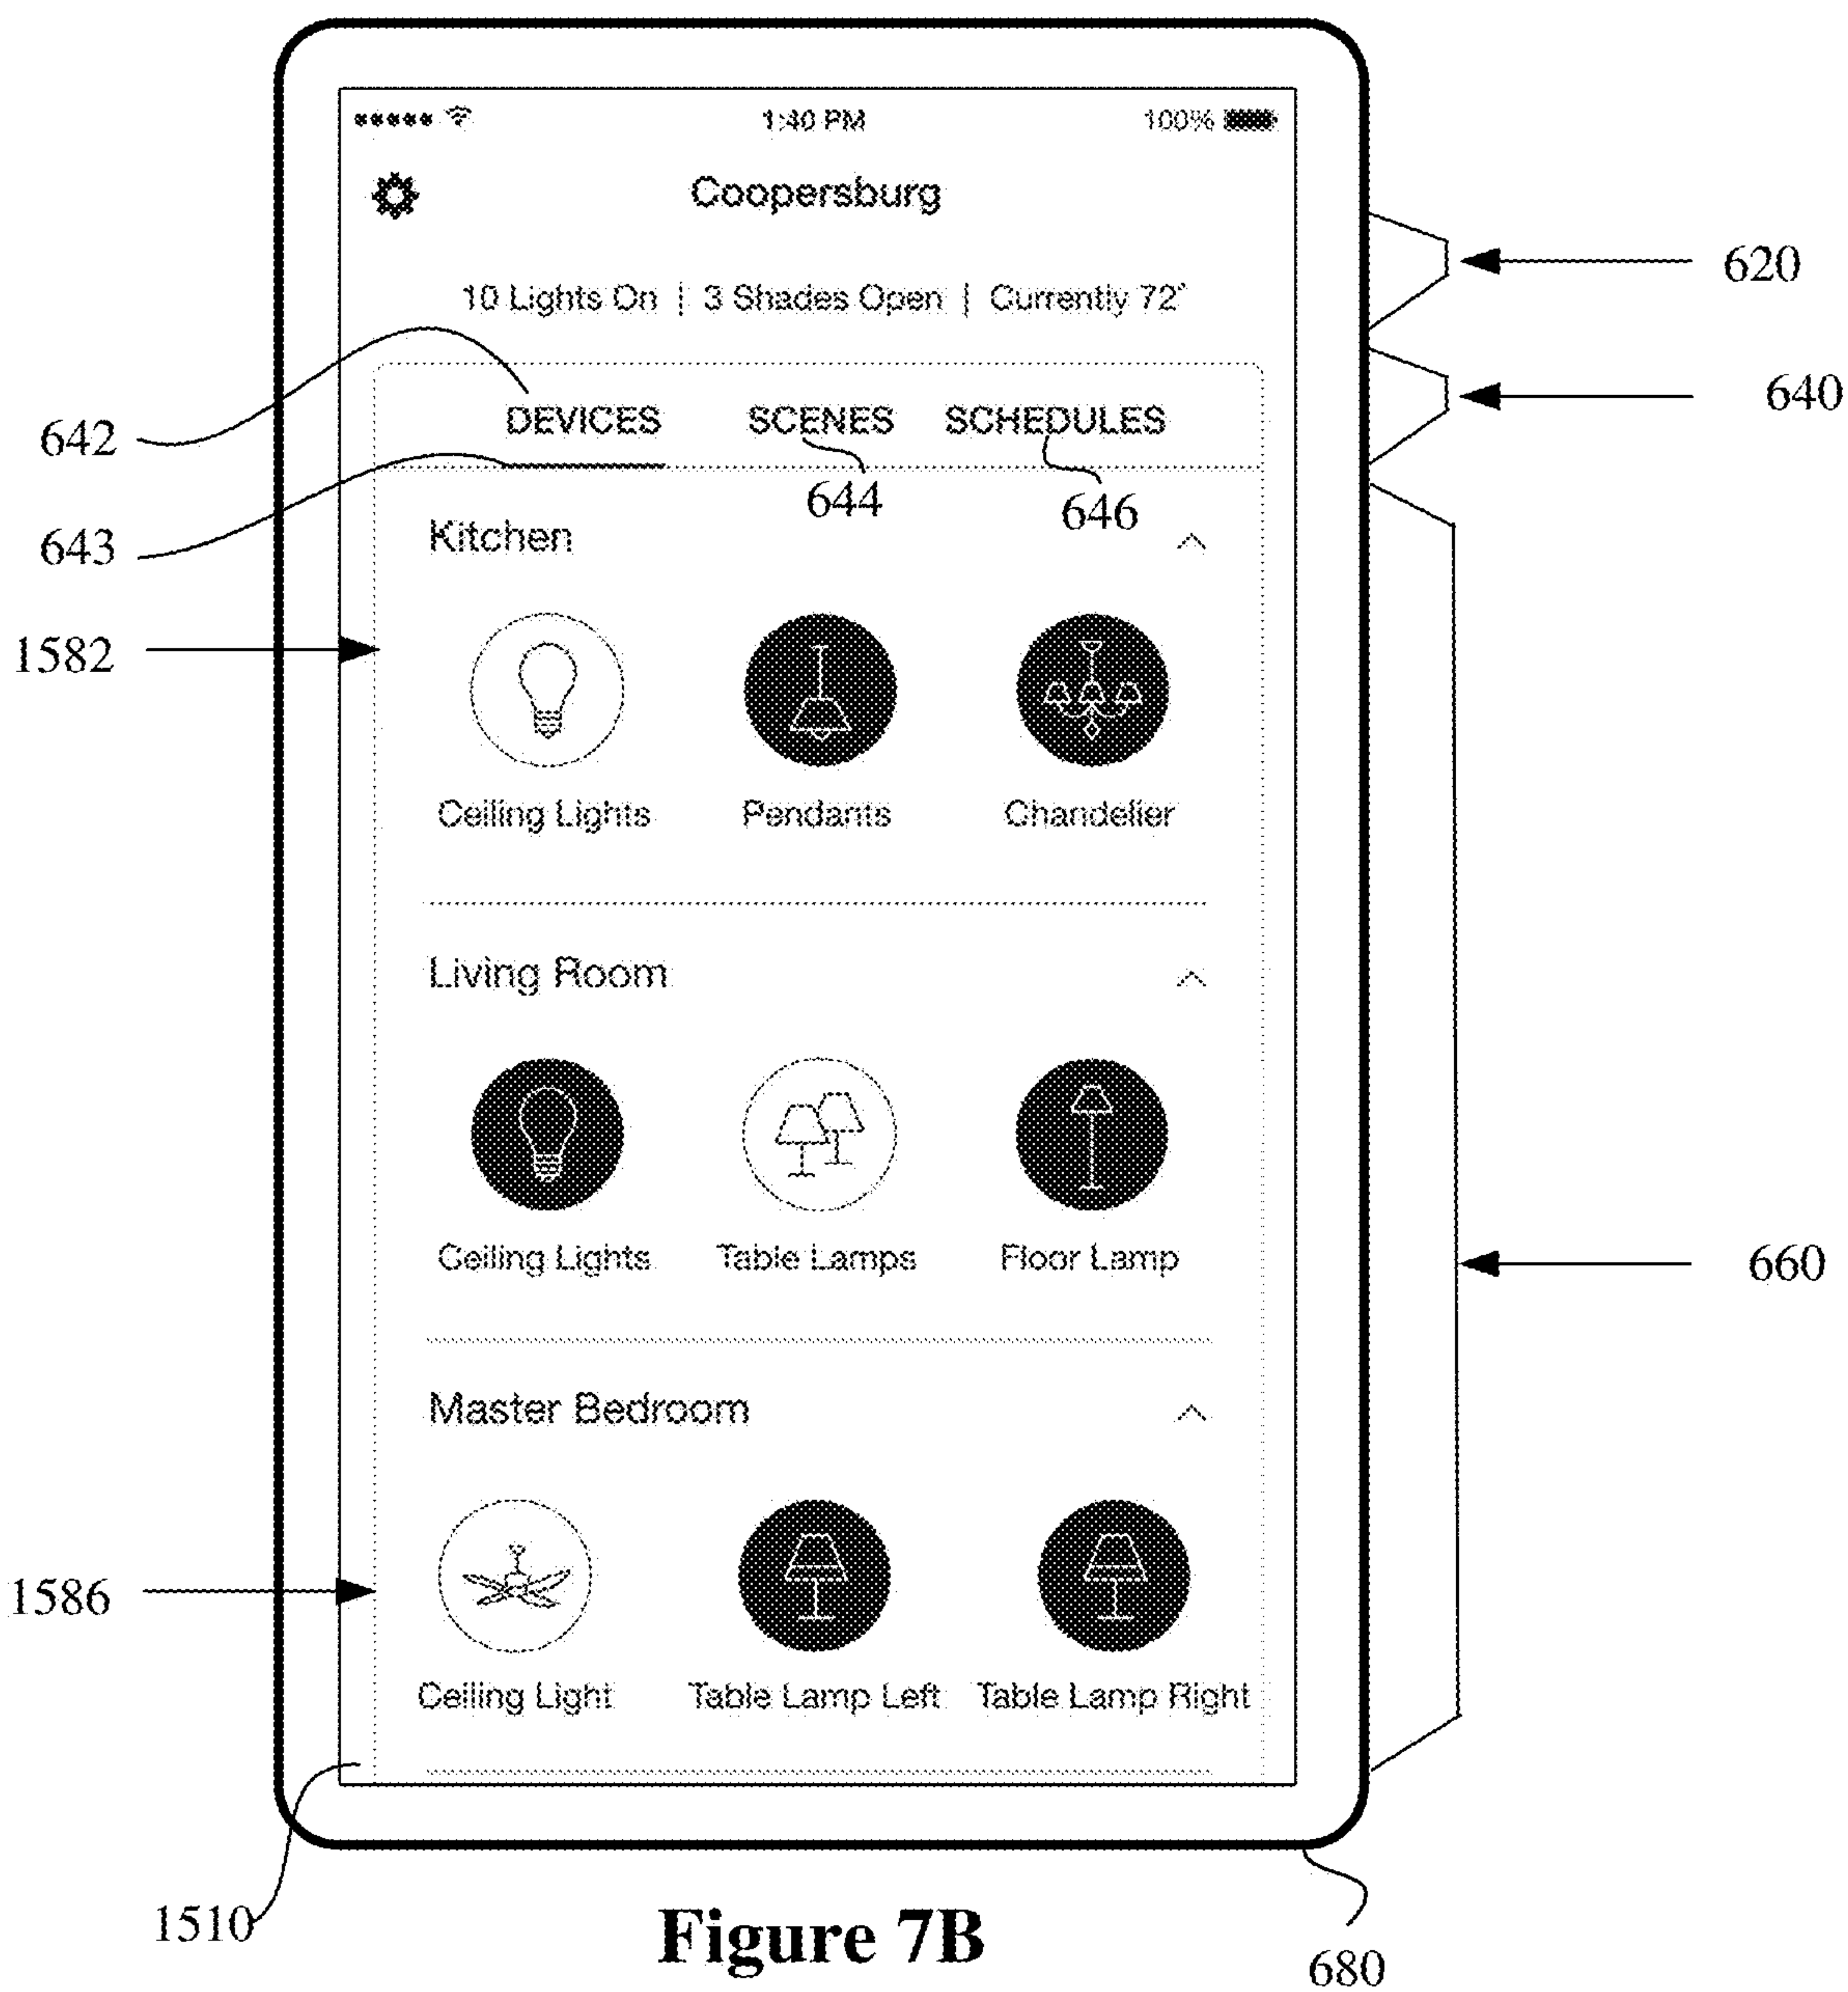 1:40 PM 100%
Coopersburg
620
10 Lights On | 3 Shades Open | Currently 72°
640
642
DEVICES SCENES SCHEDULES
644 646
643
Kitchen
1582
Ceiling Lights Pendants Chandelier
Living Room
Ceiling Lights Table Lamps Floor Lamp
660
Master Bedroom
1586
Ceiling Light Table Lamp Left Table Lamp Right
1510
Figure 7B
680